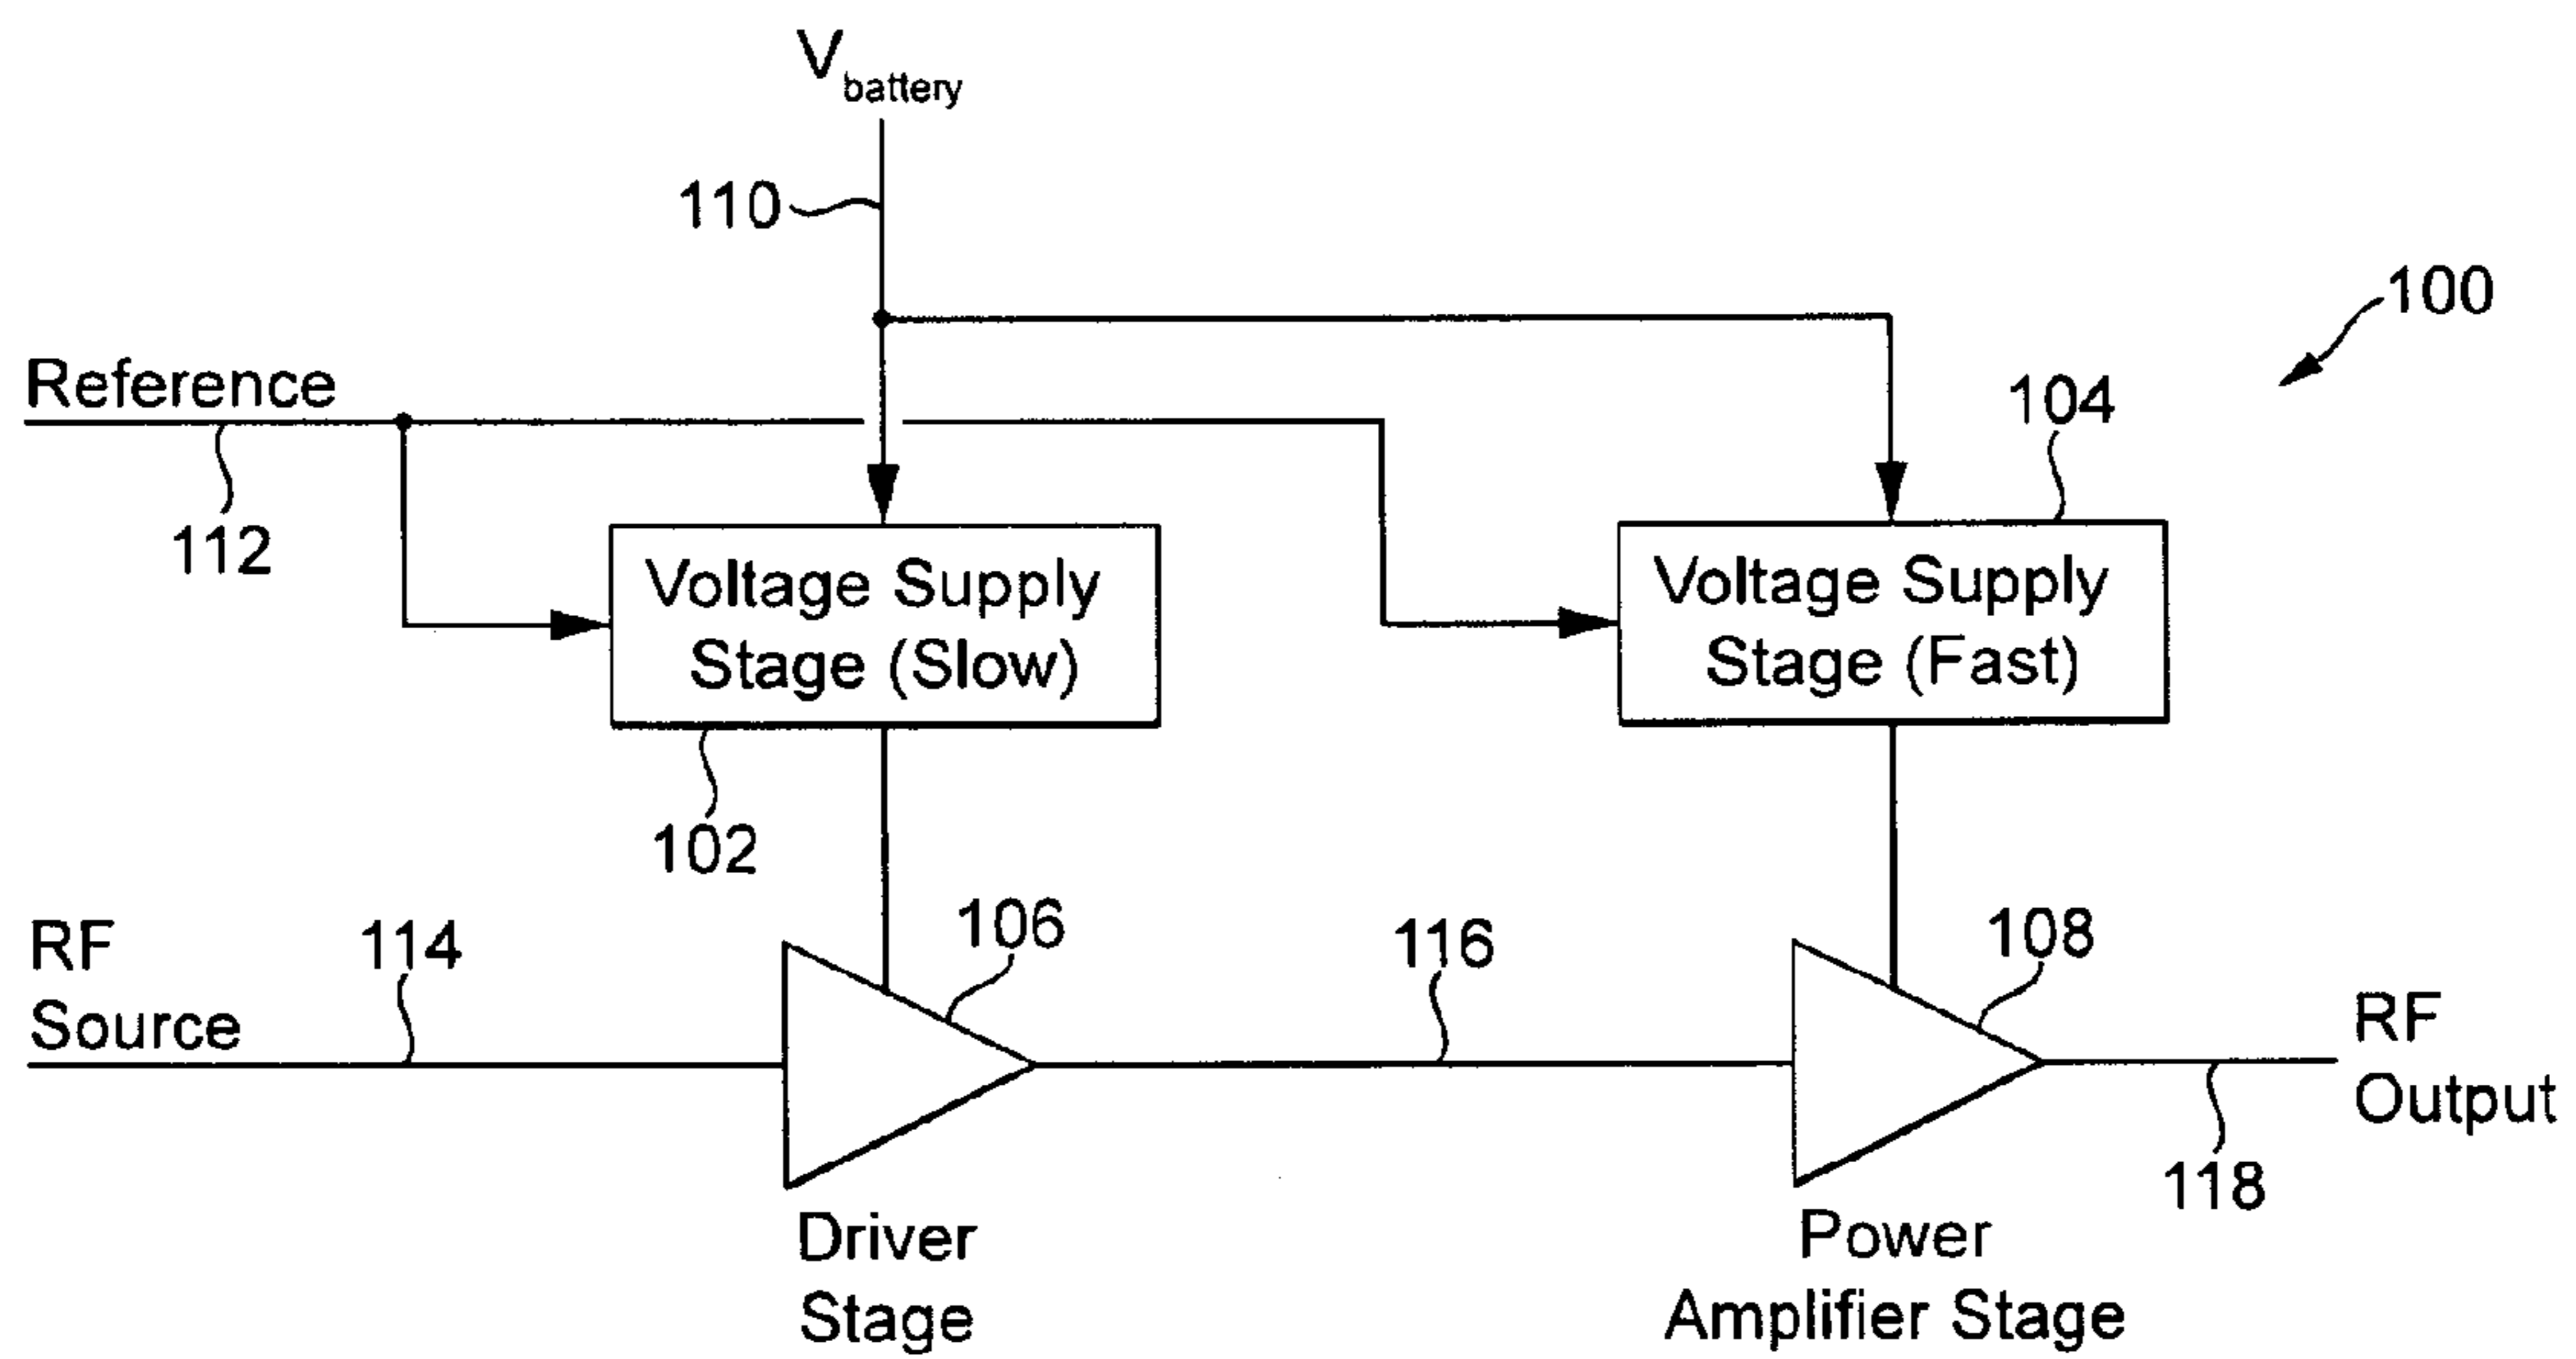 V battery
110
100
Reference
104
112
Voltage Supply
Stage (Slow)
Voltage Supply
Stage (Fast)
102
RF
Source
114
106
116
108
RF
Output
118
Driver
Stage
Power
Amplifier Stage